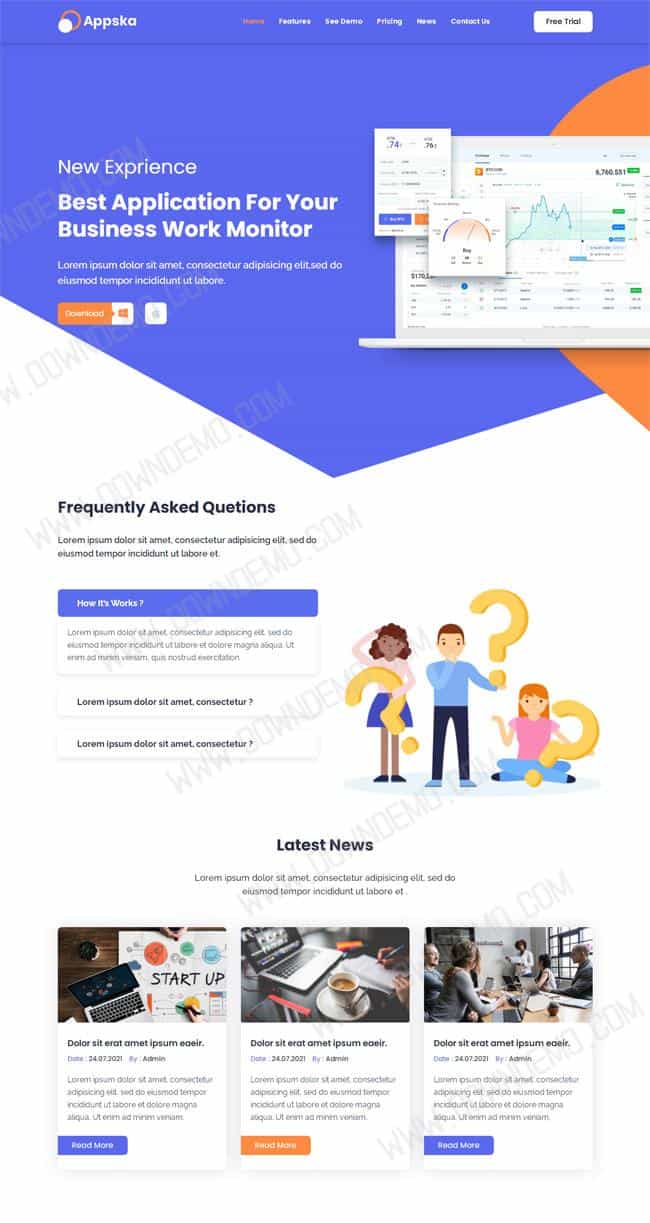 Appska
Home Features See Demo Pricing News Contact Us
Free Trial
New Exprience
Best Application For Your
Business Work Monitor
Lorem ipsum dolor sit amet, consectetur adipisicing elit,sed do
eiusmod tempor incididunt ut labore.
Download
6,760.551
.74
.76
Buy
$170,
Frequently Asked Quetions
Lorem ipsum dolor sit amet, consectetur adipisicing elit, sed do
eiusmod tempor incididunt ut labore et.
How It's Works ?
Lorem ipsum dolor sit amet, consectetur adipisicing elit, sed do
eiusmod tempor incididunt ut labore et dolore magna aliqua. Ut
enim ad minim veniam, quis nostrud exercitation.
Lorem ipsum dolor sit amet, consectetur ?
Lorem ipsum dolor sit amet, consectetur ?
Latest News
Lorem ipsum dolor sit amet, consectetur adipisicing elit, sed do
eiusmod tempor incididunt ut labore et .
START UP
Dolor sit erat amet ipsum eaeir.
Date : 24.07.2021 By : Admin
Lorem ipsum dolor sit amet, consectetur
adipisicing elit, sed do eiusmod tempor
incididunt ut labore et dolore magna
aliqua. Ut enim ad minim veniam.
Read More
Dolor sit erat amet ipsum eaeir.
Date : 24.07.2021 By : Admin
Lorem ipsum dolor sit amet, consectetur
adipisicing elit, sed do eiusmod tempor
incididunt ut labore et dolore magna
aliqua. Ut enim ad minim veniam.
Read More
Dolor sit erat amet ipsum eaeir.
Date : 24.07.2021 By : Admin
Lorem ipsum dolor sit amet, consectetur
adipisicing elit, sed do eiusmod tempor
incididunt ut labore et dolore magna
aliqua. Ut enim ad minim veniam.
Read More
WWW.DOWNDEMO.COM